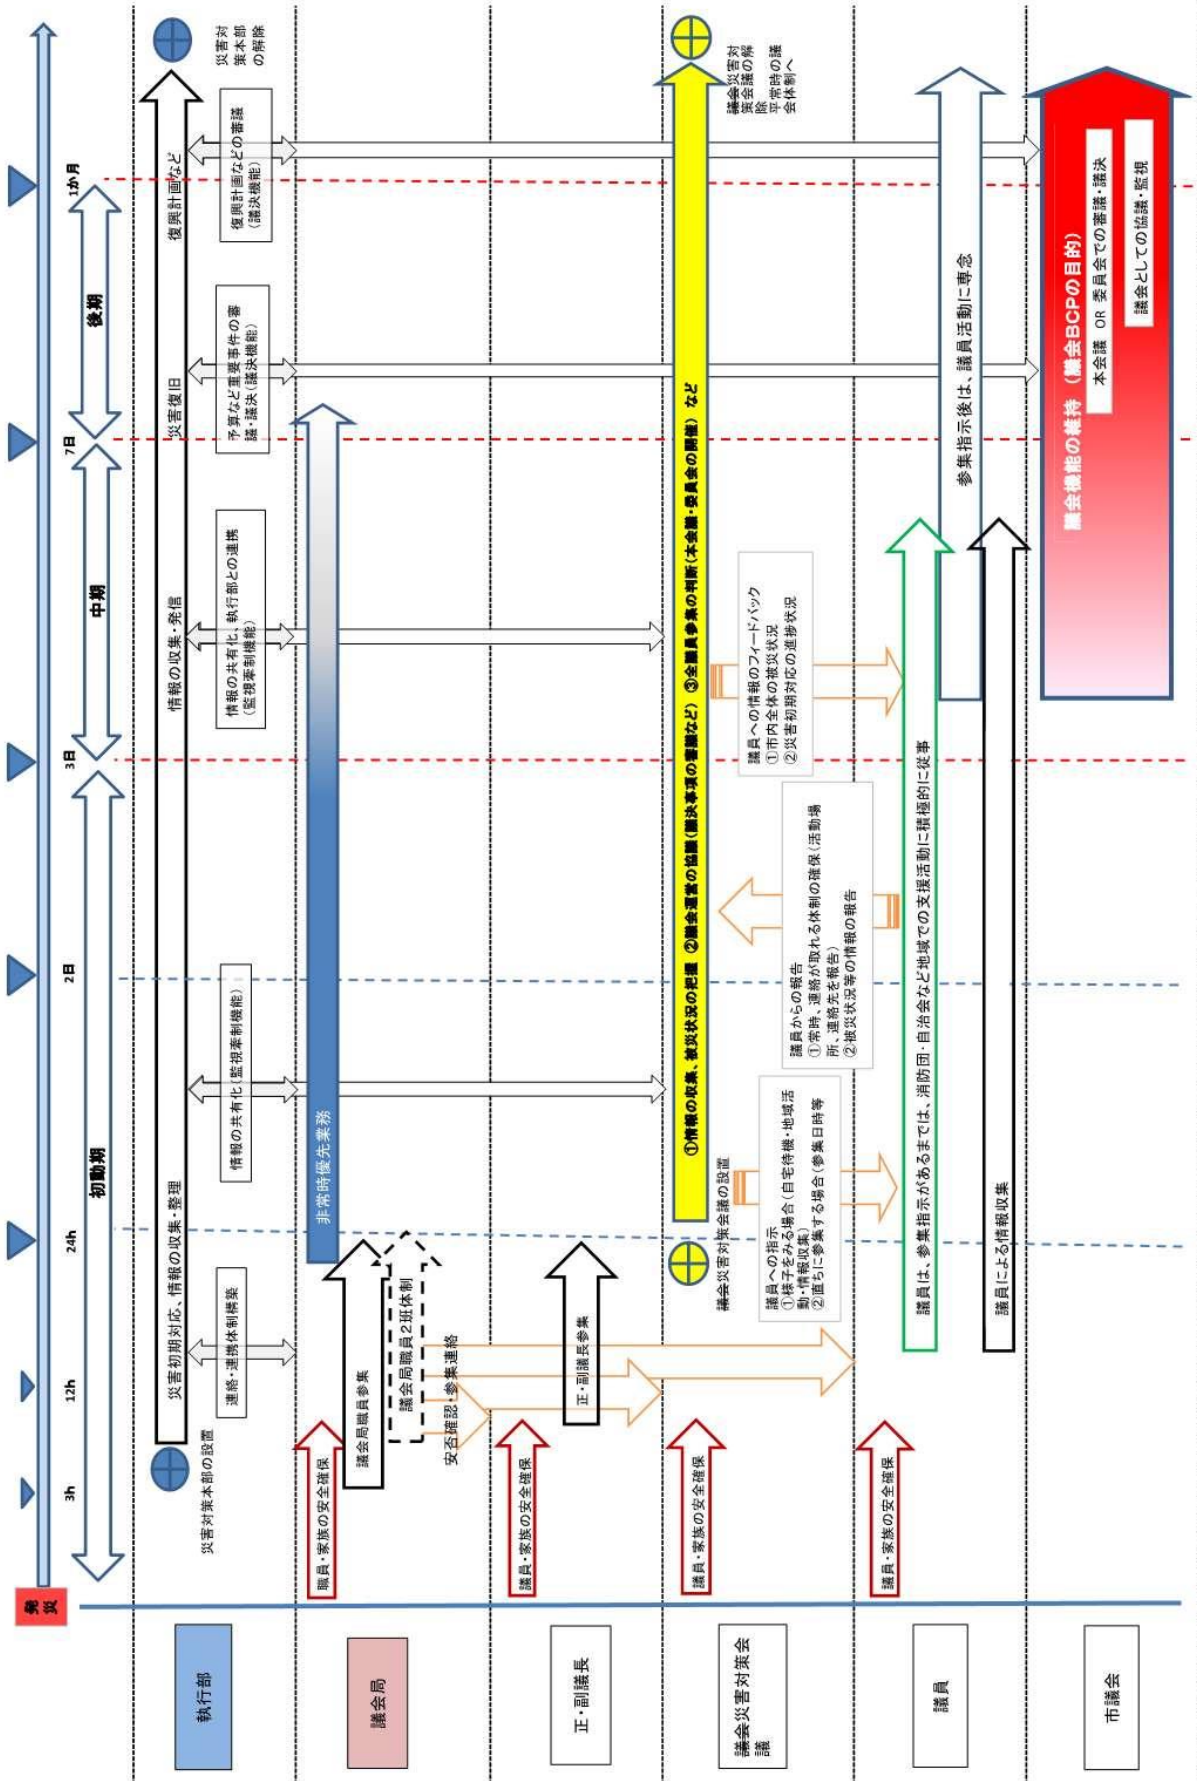 発
災
3h
12h
24h
2日
3日
7日
1か月
初動期
中期
後期
執行部
災害対策本部の設置
災害初期対応、情報の収集・整理
情報の収集・発信
災害復旧
復興計画など
災害対
策本部
の解除
連絡・連携体制構築
情報の共有化(監視牽制機能)
情報の共有化、執行部との連携
(監視牽制機能)
予算など重要事件の審
議・議決(議決機能)
復興計画などの審議
(議決機能)
議会局
職員・家族の安全確保
議会局職員参集
議会局職員2班体制
安否確認・参集連絡
非常時優先業務
正・副議長
議員・家族の安全確保
正・副議長参集
議会災害対策会
議
議員・家族の安全確保
議会災害対策会議の設置
①情報の収集、被災状況の把握 ②議会運営の協議(議決事項の審議など) ③全議員参集の判断(本会議・委員会の開催) など
議会災害対
策会議の解
除
平常時の議
会体制へ
議員への指示
①様子をみる場合(自宅待機・地域活
動・情報収集)
②直ちに参集する場合(参集日時等
議員からの報告
①常時、連絡が取れる体制の確保(活動場
所、連絡先を報告)
②被災状況等の情報の報告
議員への情報のフィードバック
①市内全体の被災状況
②災害初期対応の進捗状況
議員
議員・家族の安全確保
議員は、参集指示があるまでは、消防団・自治会など地域での支援活動に積極的に従事
参集指示後は、議員活動に専念
議員による情報収集
市議会
議会機能の維持 (議会BCPの目的)
本会議 OR 委員会での審議・議決
議会としての協議・監視